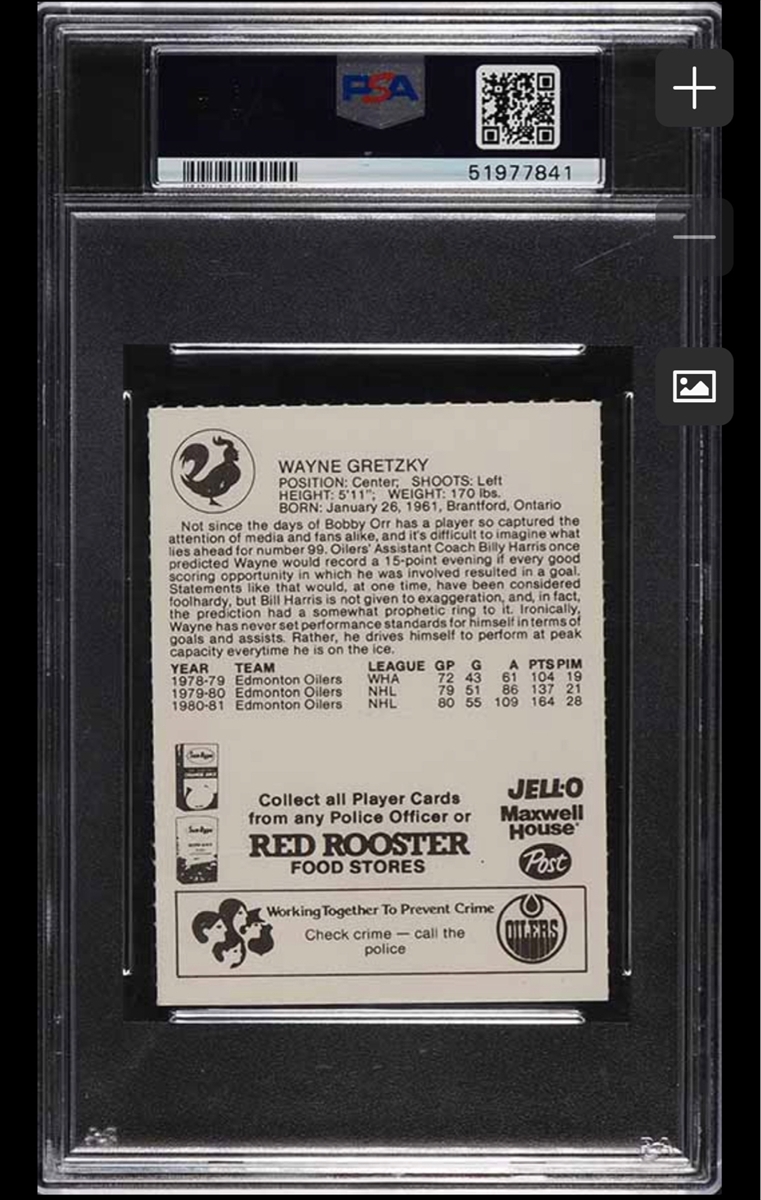 PSA
51977841
WAYNE GRETZKY
POSITION: Center; SHOOTS: Left
HEIGHT: 5'11"; WEIGHT: 170 lbs.
BORN: January 26, 1961, Brantford, Ontario
Not since the days of Bobby Orr has a player so captured the
attention of media and fans alike, and it's difficult to imagine what
lies ahead for number 99. Oilers' Assistant Coach Billy Harris once
predicted Wayne would record a 15-point evening if every good
scoring opportunity in which he was involved resulted in a goal.
Statements like that would, at one time, have been considered
foolhardy, but Bill Harris is not given to exaggeration, and, in fact,
the prediction had a somewhat prophetic ring to it. Ironically,
Wayne has never set performance standards for himself in terms of
goals and assists. Rather, he drives himself to perform at peak
capacity everytime he is on the ice.
YEAR TEAM LEAGUE GP G A PTS PIM
1978-79 Edmonton Oilers WHA 72 43 61 104 19
1979-80 Edmonton Oilers NHL 79 51 86 137 21
1980-81 Edmonton Oilers NHL 80 55 109 164 28
Collect all Player Cards
from any Police Officer or
RED ROOSTER
FOOD STORES
JELL-O
Maxwell
House
Post
Working Together To Prevent Crime
Check crime — call the
police
OILERS